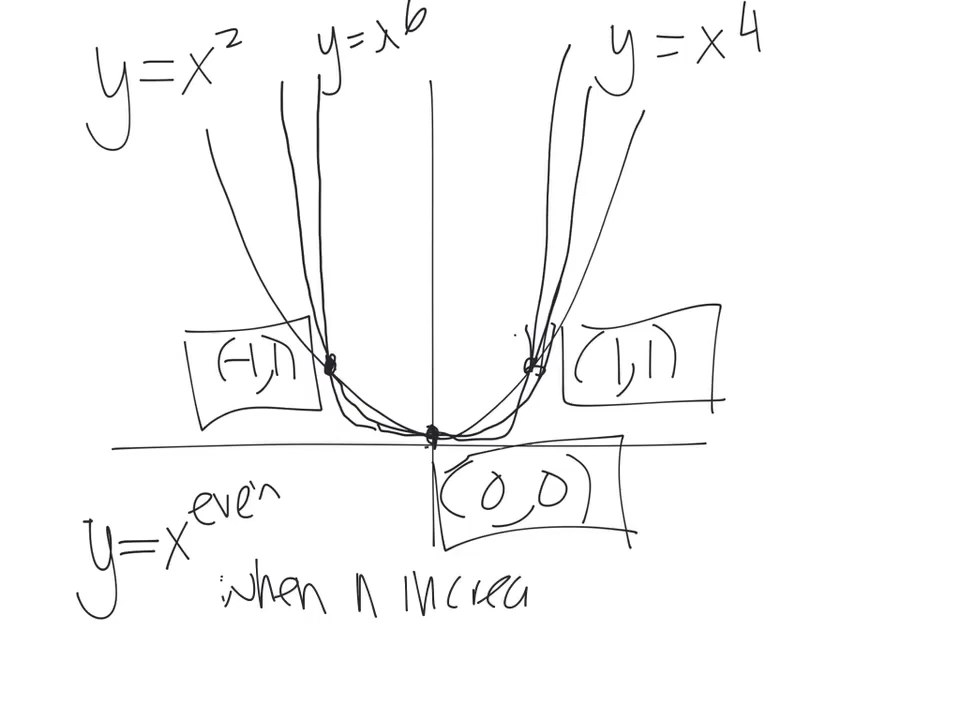 y=x²
y=x⁶
y=x⁴
(-1,1)
(1,1)
(0,0)
y=x^even
when n increa